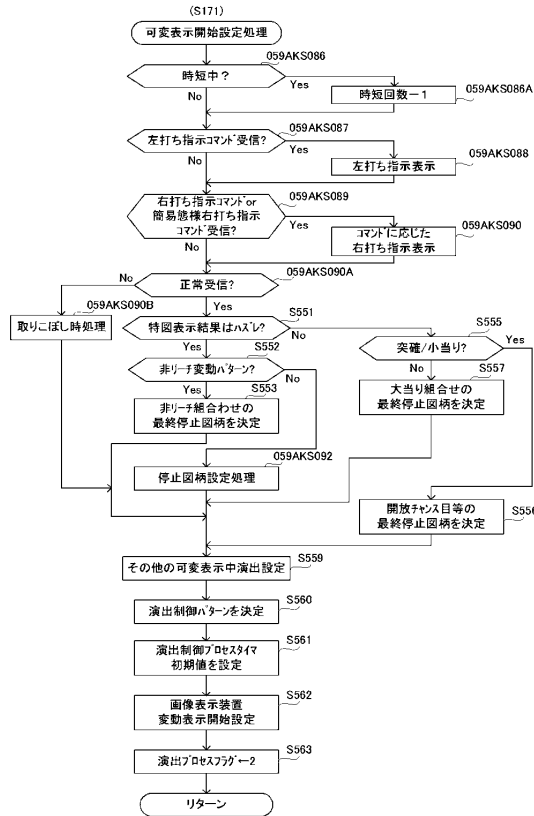 (S171)
可変表示開始設定処理
059AKS086
時短中？
Yes
No
059AKS086A
時短回数－1
059AKS087
左打ち指示コマンド受信?
Yes
No
059AKS088
左打ち指示表示
059AKS089
右打ち指示コマンドor
簡易態様右打ち指示
コマンド受信?
Yes
No
059AKS090
コマンドに応じた
右打ち指示表示
059AKS090A
正常受信?
No
Yes
059AKS090B
取りこぼし時処理
S551
特図表示結果はハズレ?
No
Yes
S555
突確/小当り?
Yes
No
S552
非リーチ変動パターン?
No
Yes
S557
大当り組合せの
最終停止図柄を決定
S553
非リーチ組合わせの
最終停止図柄を決定
059AKS092
停止図柄設定処理
S556
開放チャンス目等の
最終停止図柄を決定
S559
その他の可変表示中演出設定
S560
演出制御パターンを決定
S561
演出制御プロセスタイマ
初期値を設定
S562
画像表示装置
変動表示開始設定
S563
演出プロセスフラグ←2
リターン